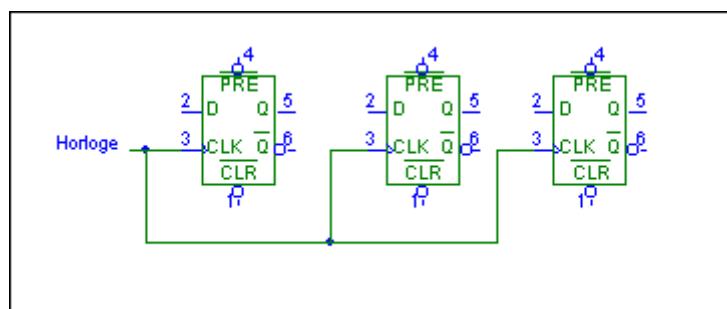 4 4 4
PRE PRE PRE
2 D Q 5 2 D Q 5 2 D Q 5
Horloge 3 CLK Q 6 3 CLK Q 6 3 CLK Q 6
CLR CLR CLR
1 1 1